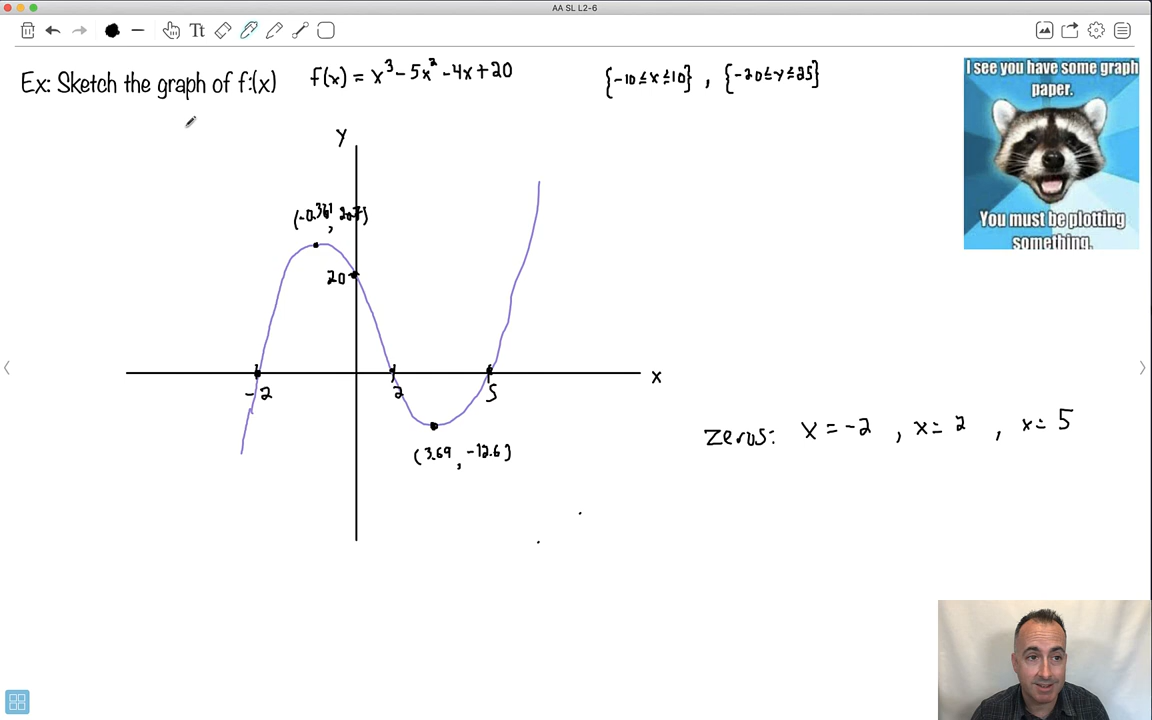 AA SL L2-6
Tt
Ex: Sketch the graph of f:(x)
f(x) = x³ - 5x² - 4x + 20
{-10 ≤ x ≤ 10} , {-20 ≤ y ≤ 25}
I see you have some graph
paper.
You must be plotting
something.
y
(-0.361, 20.7)
20
-2
2
5
x
(3.69, -12.6)
zeros: x = -2 , x = 2 , x = 5